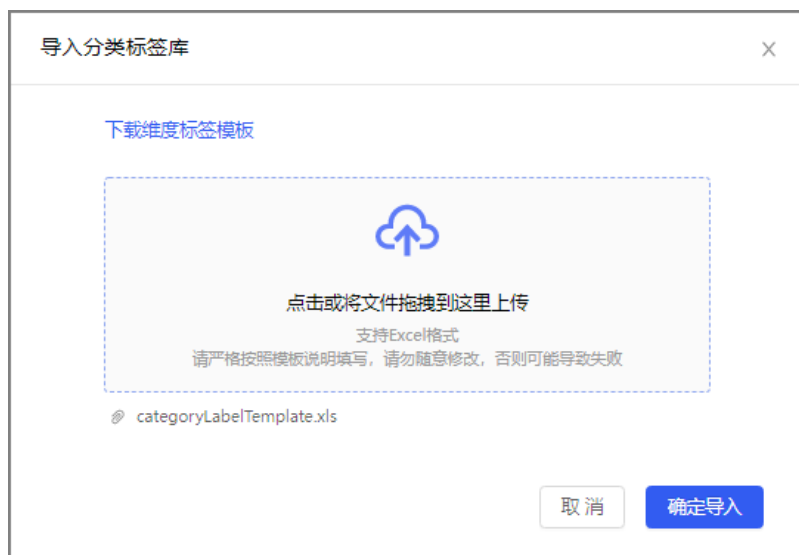 导入分类标签库
下载维度标签模板
点击或将文件拖拽到这里上传
支持Excel格式
请严格按照模板说明填写，请勿随意修改，否则可能导致失败
categoryLabelTemplate.xls
取 消
确定导入